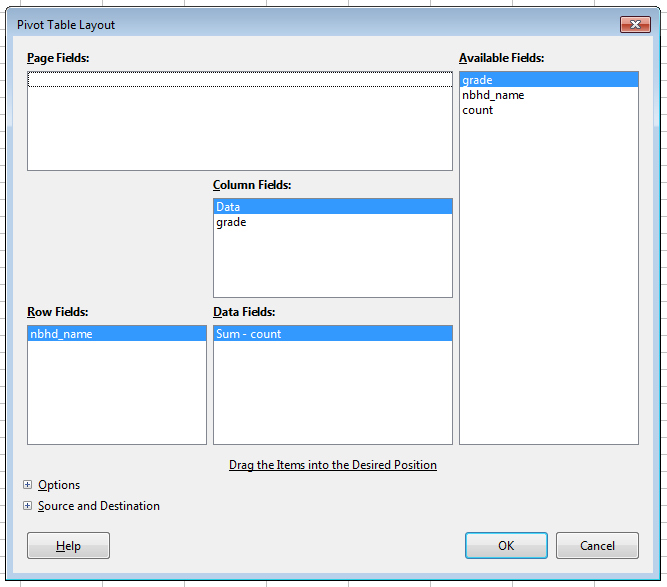 Pivot Table Layout
Page Fields:
Available Fields:
grade
nbhd_name
count
Column Fields:
Data
grade
Row Fields:
nbhd_name
Data Fields:
Sum - count
Drag the Items into the Desired Position
Options
Source and Destination
Help
OK
Cancel